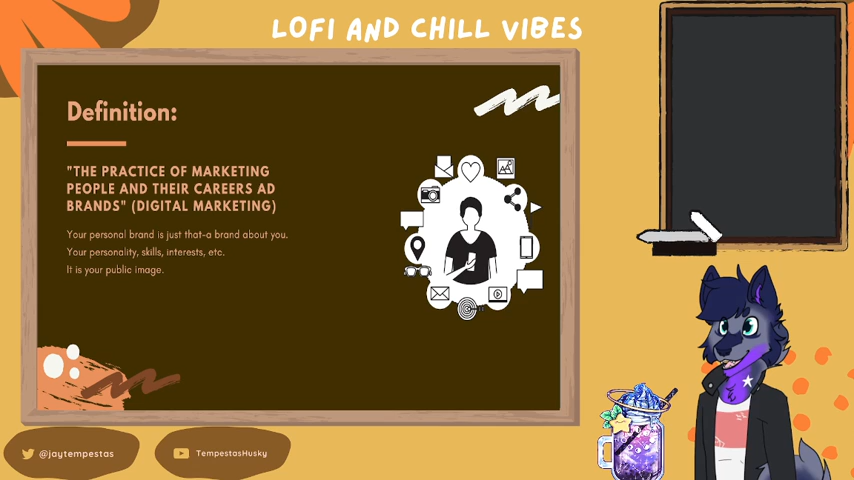 LOFI AND CHILL VIBES
Definition:
"THE PRACTICE OF MARKETING
PEOPLE AND THEIR CAREERS AD
BRANDS" (DIGITAL MARKETING)
Your personal brand is just that-a brand about you.
Your personality, skills, interests, etc.
It is your public image.
@jaytempestas
TempestasHusky